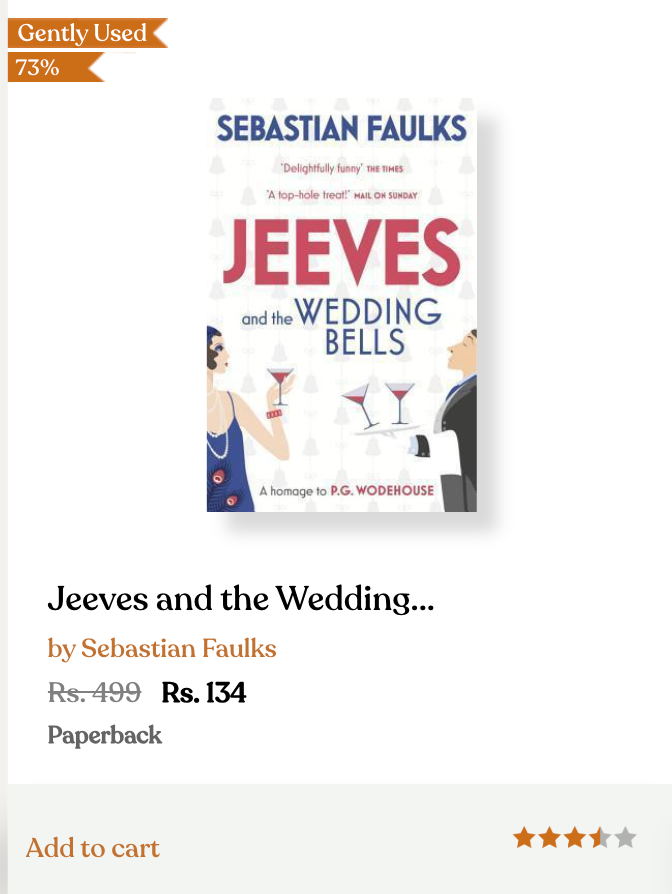 Gently Used
73%
SEBASTIAN FAULKS
'Delightfully funny' THE TIMES
'A top-hole treat!' MAIL ON SUNDAY
JEEVES
and the WEDDING
BELLS
A homage to P.G. WODEHOUSE
Jeeves and the Wedding...
by Sebastian Faulks
Rs. 499 Rs. 134
Paperback
Add to cart